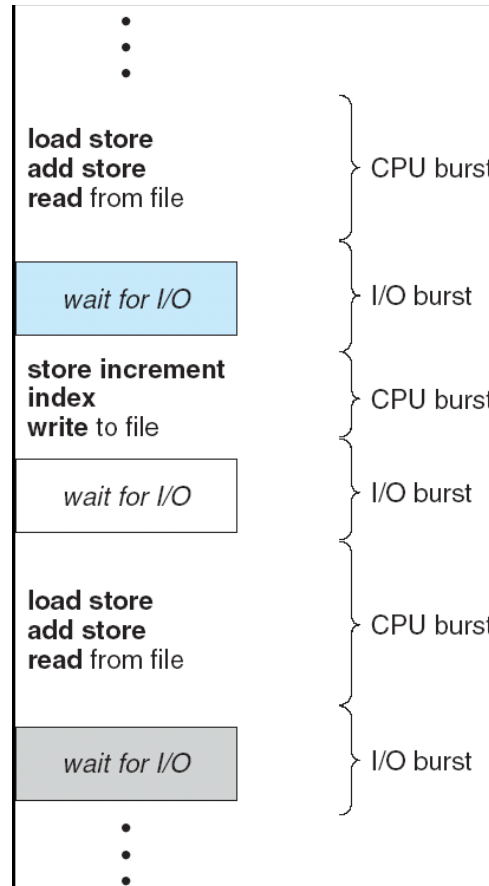 load store
add store
read from file
CPU burst
wait for I/O
I/O burst
store increment
index
write to file
CPU burst
wait for I/O
I/O burst
load store
add store
read from file
CPU burst
wait for I/O
I/O burst